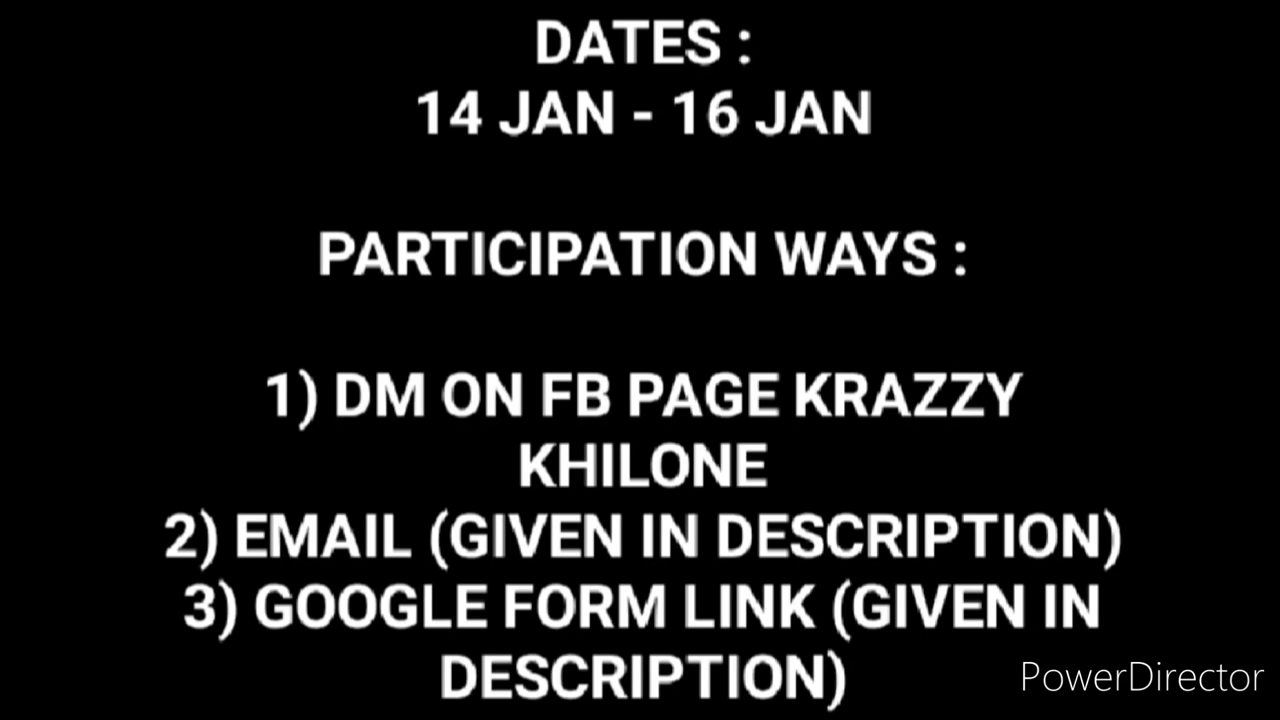 DATES :
14 JAN - 16 JAN
PARTICIPATION WAYS :
1) DM ON FB PAGE KRAZZY
KHILONE
2) EMAIL (GIVEN IN DESCRIPTION)
3) GOOGLE FORM LINK (GIVEN IN
DESCRIPTION)
PowerDirector